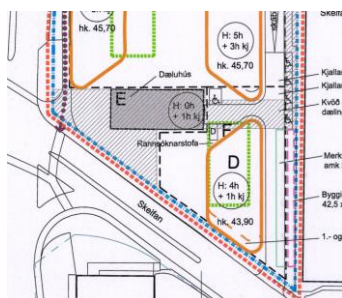 hk. 45,70
H: 5h
+ 3h kj
hk. 45,70
Skeifan
Dæluhús
E
H: 0h
+ 1h kj
Kjallar
Kjallar
Kvöð
dælin
F
D
Rannsóknarstofa
D
H: 4h
+ 1h kj
hk. 43,90
Merk
amk
Byggi
42,5 x
1.- og
Skeifan